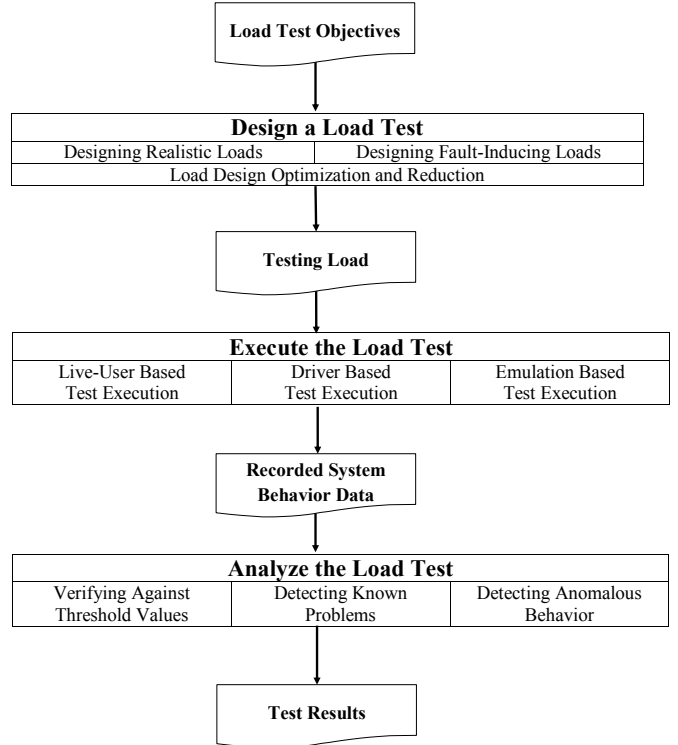 Load Test Objectives
Design a Load Test
Designing Realistic Loads
Designing Fault-Inducing Loads
Load Design Optimization and Reduction
Testing Load
Execute the Load Test
Live-User Based
Test Execution
Driver Based
Test Execution
Emulation Based
Test Execution
Recorded System
Behavior Data
Analyze the Load Test
Verifying Against
Threshold Values
Detecting Known
Problems
Detecting Anomalous
Behavior
Test Results